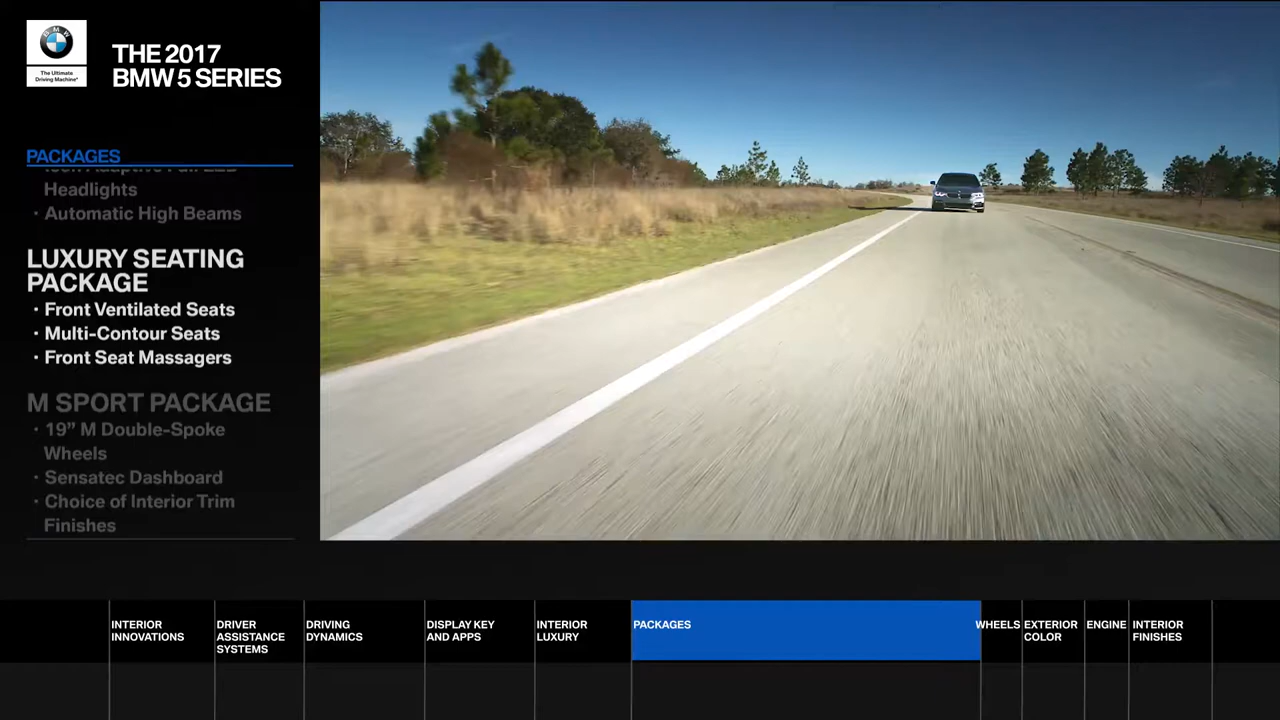 BMW
The Ultimate
Driving Machine®
THE 2017
BMW 5 SERIES
PACKAGES
Headlights
· Automatic High Beams
LUXURY SEATING
PACKAGE
· Front Ventilated Seats
· Multi-Contour Seats
· Front Seat Massagers
M SPORT PACKAGE
· 19” M Double-Spoke
Wheels
· Sensatec Dashboard
· Choice of Interior Trim
Finishes
INTERIOR
INNOVATIONS
DRIVER
ASSISTANCE
SYSTEMS
DRIVING
DYNAMICS
DISPLAY KEY
AND APPS
INTERIOR
LUXURY
PACKAGES
WHEELS
EXTERIOR
COLOR
ENGINE
INTERIOR
FINISHES